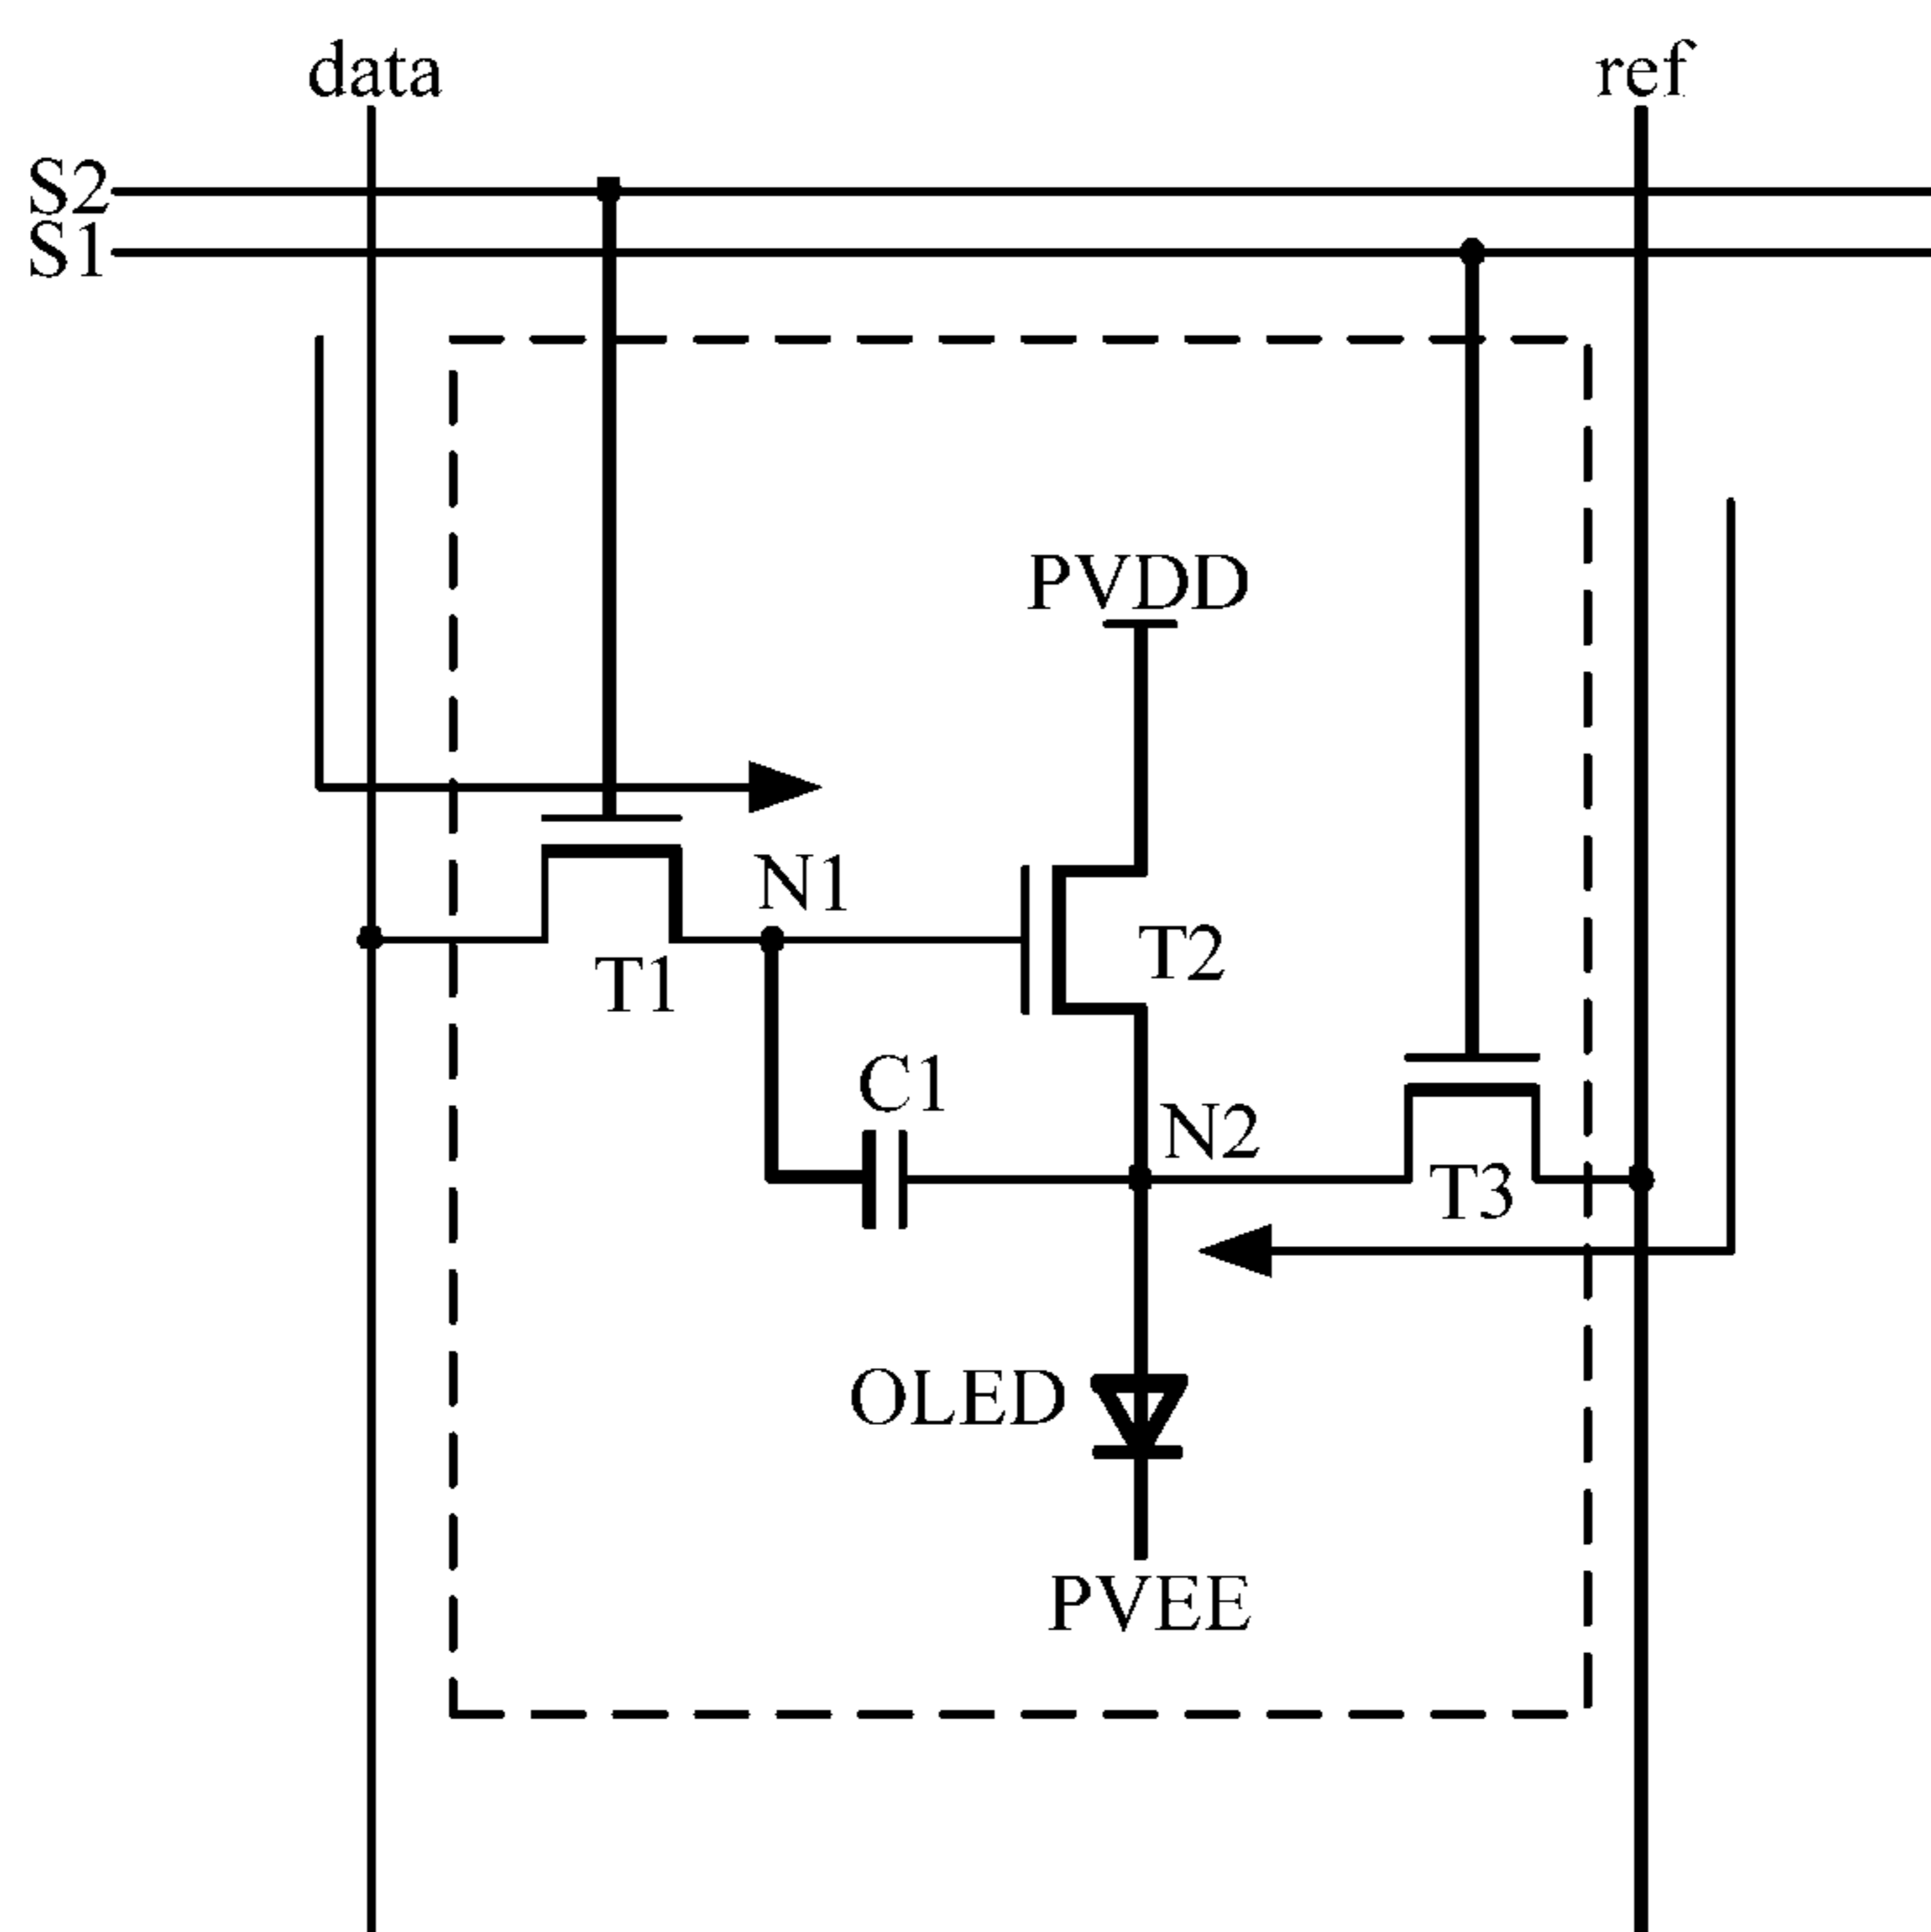 data
ref
S2
S1
PVDD
N1
T2
T1
C1
N2
T3
OLED
PVEE